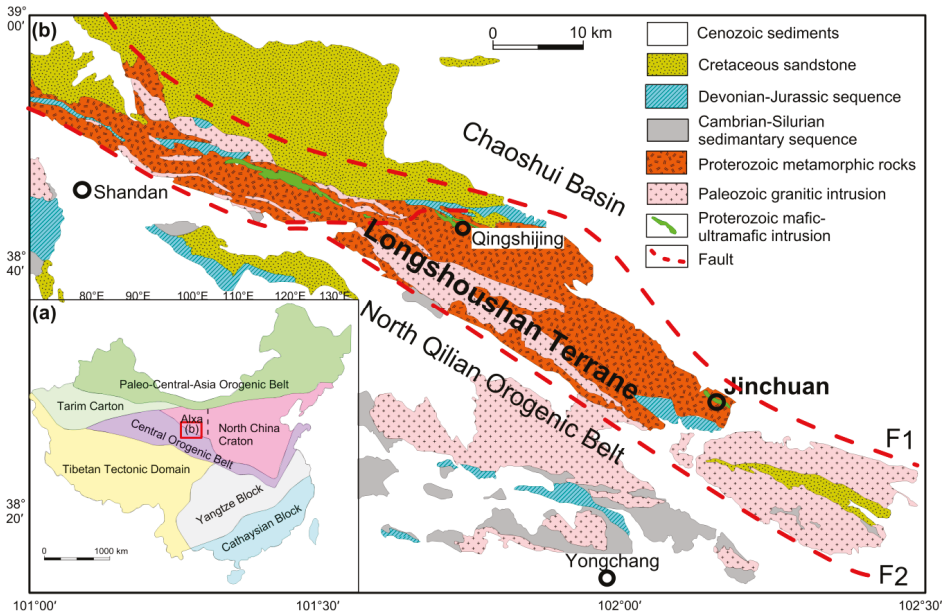 39°
00'
(b)
0 10 km
Cenozoic sediments
Cretaceous sandstone
Devonian-Jurassic sequence
Cambrian-Silurian
sedimantary sequence
Proterozoic metamorphic rocks
Paleozoic granitic intrusion
Proterozoic mafic-
ultramafic intrusion
Fault
Chaoshui Basin
Shandan
Qingshijing
38°
40'
Longshoushan Terrane
North Qilian Orogenic Belt
Jinchuan
F1
F2
Yongchang
80°E 90°E 100°E 110°E 120°E 130°E
(a)
Paleo-Central-Asia Orogenic Belt
Tarim Carton
Alxa
(b)
North China
Craton
Central Orogenic Belt
Tibetan Tectonic Domain
Yangtze Block
Cathaysian Block
0 1000 km
38°
20'
101°00' 101°30' 102°00' 102°30'